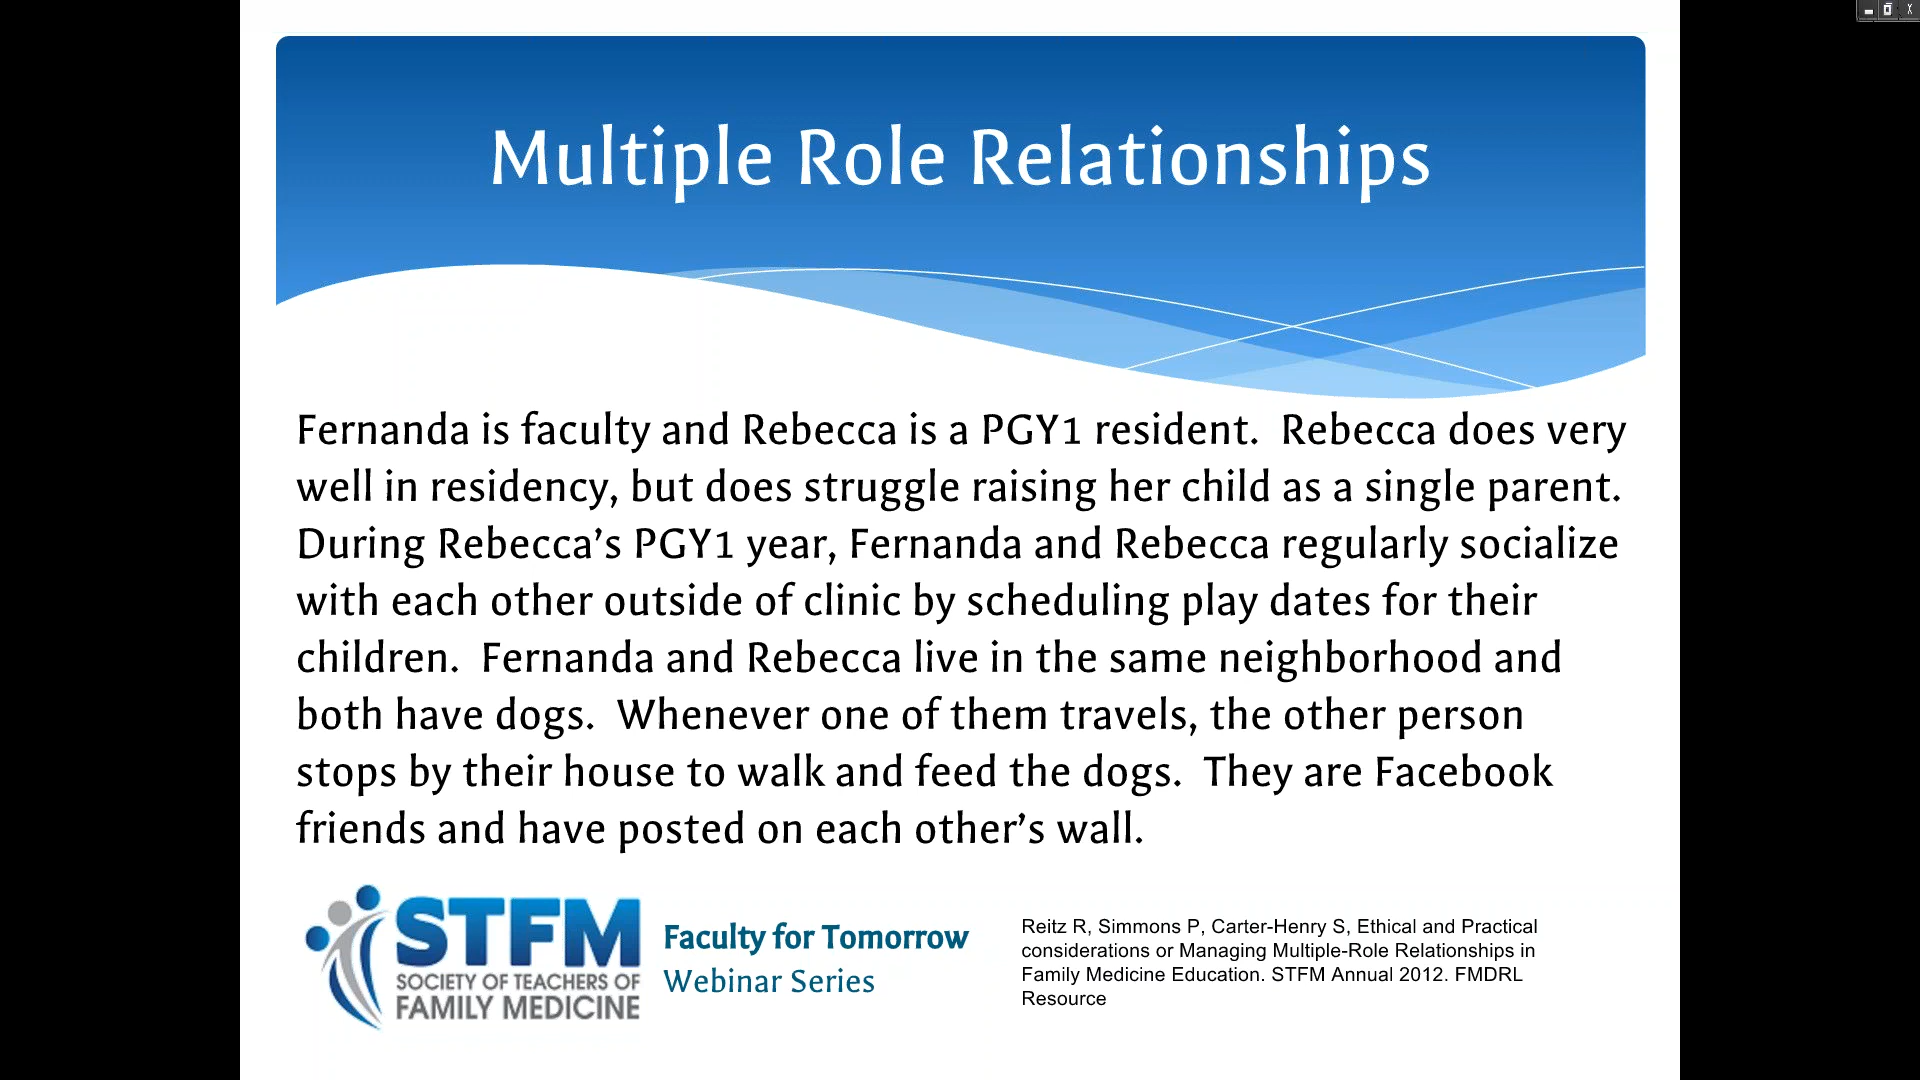 Multiple Role Relationships
Fernanda is faculty and Rebecca is a PGY1 resident.  Rebecca does very
well in residency, but does struggle raising her child as a single parent.
During Rebecca’s PGY1 year, Fernanda and Rebecca regularly socialize
with each other outside of clinic by scheduling play dates for their
children.  Fernanda and Rebecca live in the same neighborhood and
both have dogs.  Whenever one of them travels, the other person
stops by their house to walk and feed the dogs.  They are Facebook
friends and have posted on each other’s wall.
STFM
SOCIETY OF TEACHERS OF
FAMILY MEDICINE
Faculty for Tomorrow
Webinar Series
Reitz R, Simmons P, Carter-Henry S, Ethical and Practical
considerations or Managing Multiple-Role Relationships in
Family Medicine Education. STFM Annual 2012. FMDRL
Resource